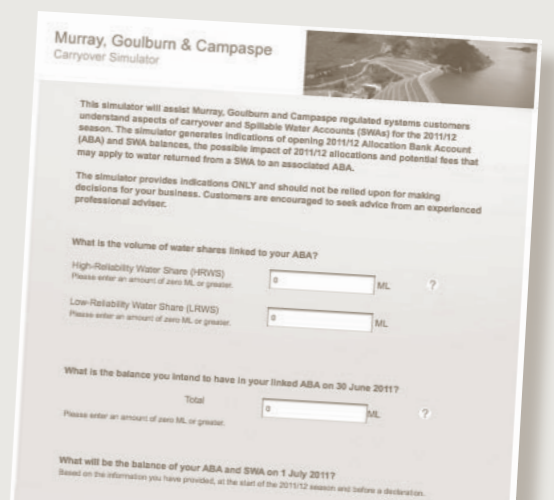 Murray, Goulburn & Campaspe
Carryover Simulator
This simulator will assist Murray, Goulburn and Campaspe regulated systems customers
understand aspects of carryover and Spillable Water Accounts (SWAs) for the 2011/12
season. The simulator generates indications of opening 2011/12 Allocation Bank Account
(ABA) and SWA balances, the possible impact of 2011/12 allocations and potential fees that
may apply to water returned from a SWA to an associated ABA.
The simulator provides indications ONLY and should not be relied upon for making
decisions for your business. Customers are encouraged to seek advice from an experienced
professional adviser.
What is the volume of water shares linked to your ABA?
High-Reliability Water Share (HRWS)
Please enter an amount of zero ML or greater.
0 ML ?
Low-Reliability Water Share (LRWS)
Please enter an amount of zero ML or greater.
0 ML
What is the balance you intend to have in your linked ABA on 30 June 2011?
Total 0 ML ?
Please enter an amount of zero ML or greater.
What will be the balance of your ABA and SWA on 1 July 2011?
Based on the information you have provided, at the start of the 2011/12 season and before a declaration.